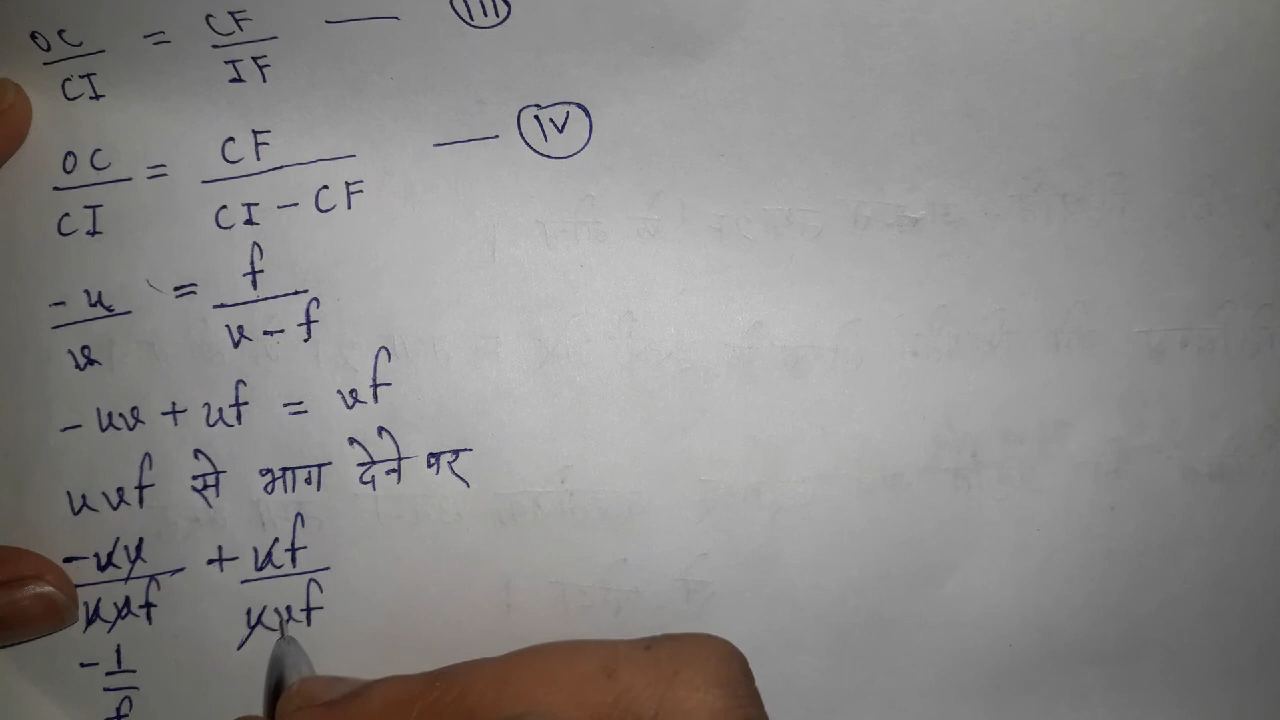 OC/CI = CF/IF — (III)
OC/CI = CF/(CI - CF) — (IV)
-u/v = f/(v - f)
-uv + uf = vf
uvf से भाग देने पर
-uv/uvf + uf/uvf
-1/f